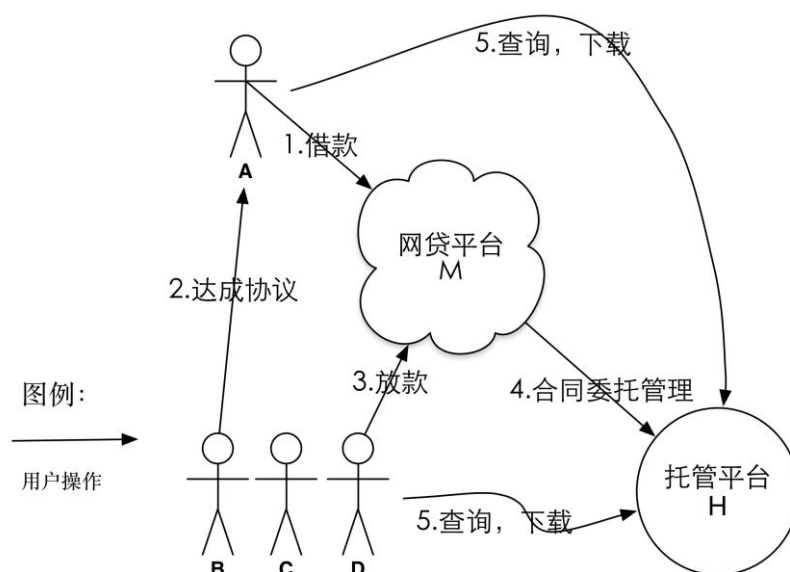 5.查询，下载
A
1.借款
网贷平台
M
2.达成协议
3.放款
4.合同委托管理
图例：
用户操作
托管平台
H
5.查询，下载
B
C
D